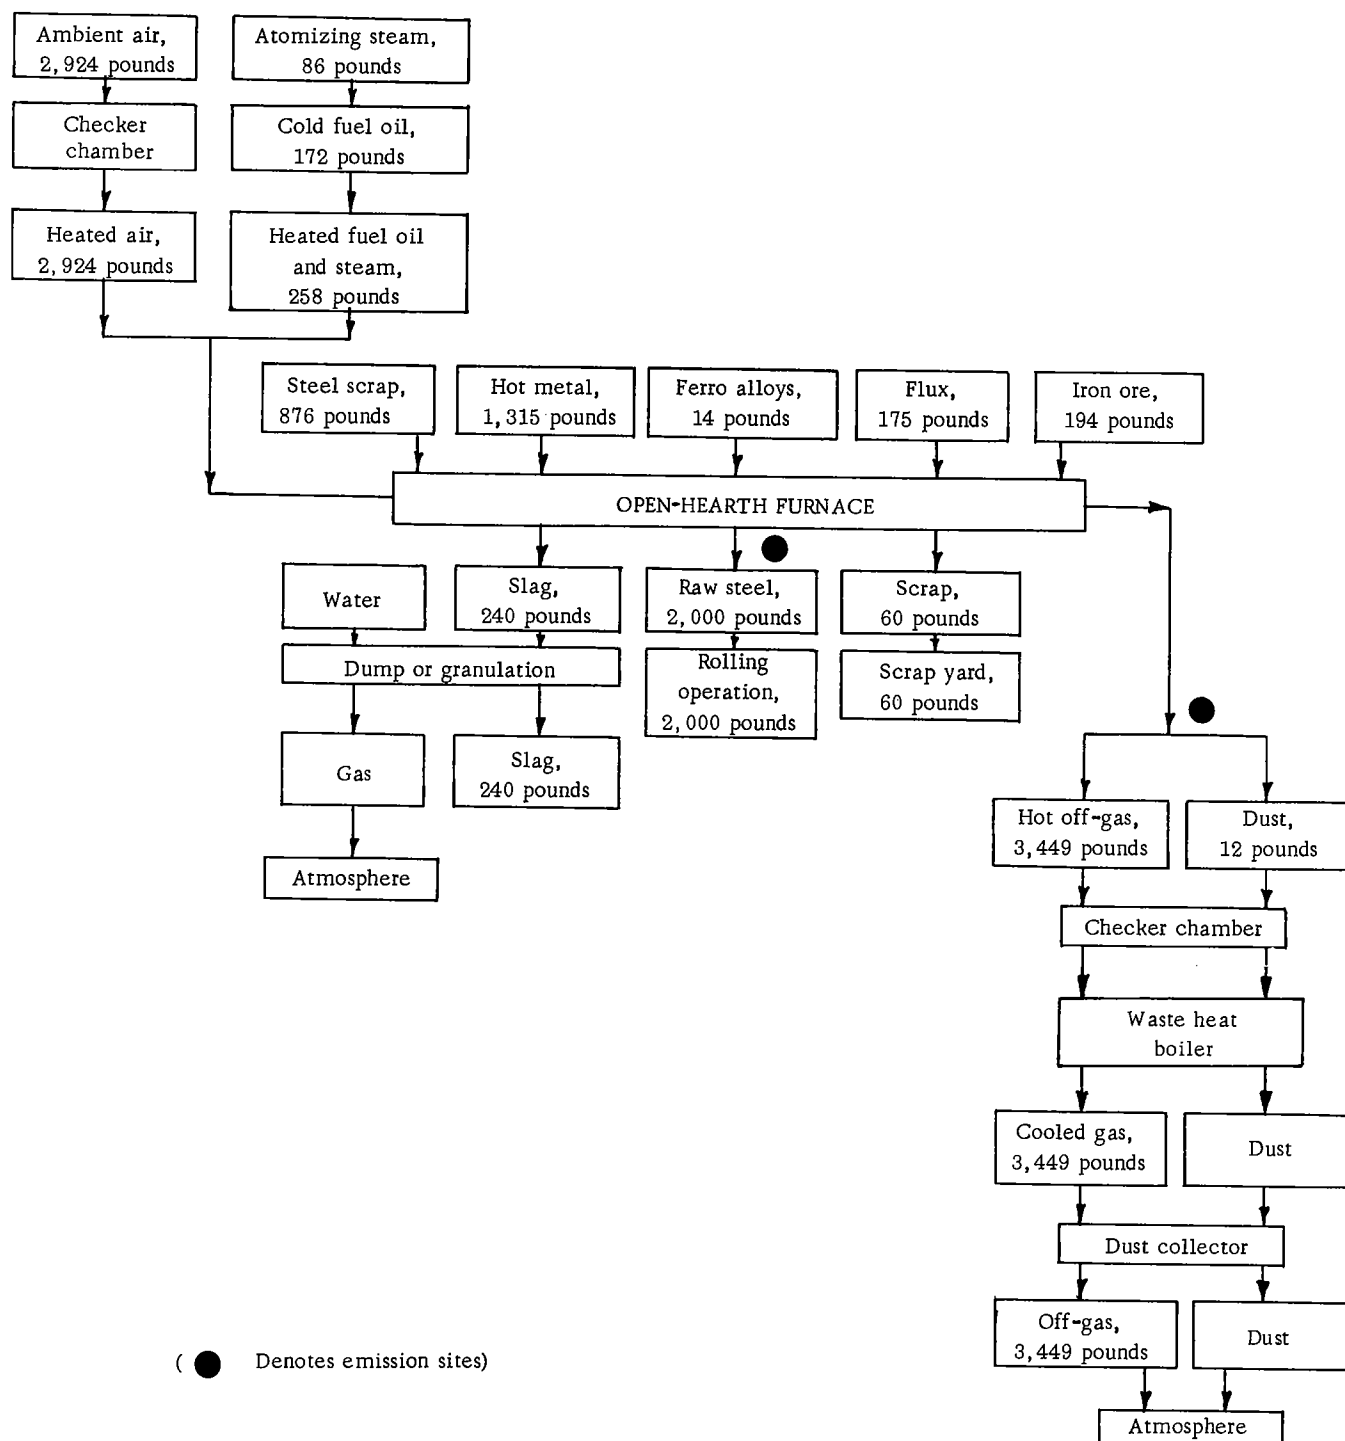 Ambient air,
2,924 pounds
Atomizing steam,
86 pounds
Checker
chamber
Cold fuel oil,
172 pounds
Heated air,
2,924 pounds
Heated fuel oil
and steam,
258 pounds
Steel scrap,
876 pounds
Hot metal,
1,315 pounds
Ferro alloys,
14 pounds
Flux,
175 pounds
Iron ore,
194 pounds
OPEN-HEARTH FURNACE
Water
Slag,
240 pounds
Raw steel,
2,000 pounds
Scrap,
60 pounds
Dump or granulation
Rolling
operation,
2,000 pounds
Scrap yard,
60 pounds
Gas
Slag,
240 pounds
Atmosphere
Hot off-gas,
3,449 pounds
Dust,
12 pounds
Checker chamber
Waste heat
boiler
Cooled gas,
3,449 pounds
Dust
Dust collector
Off-gas,
3,449 pounds
Dust
Atmosphere
( Denotes emission sites)